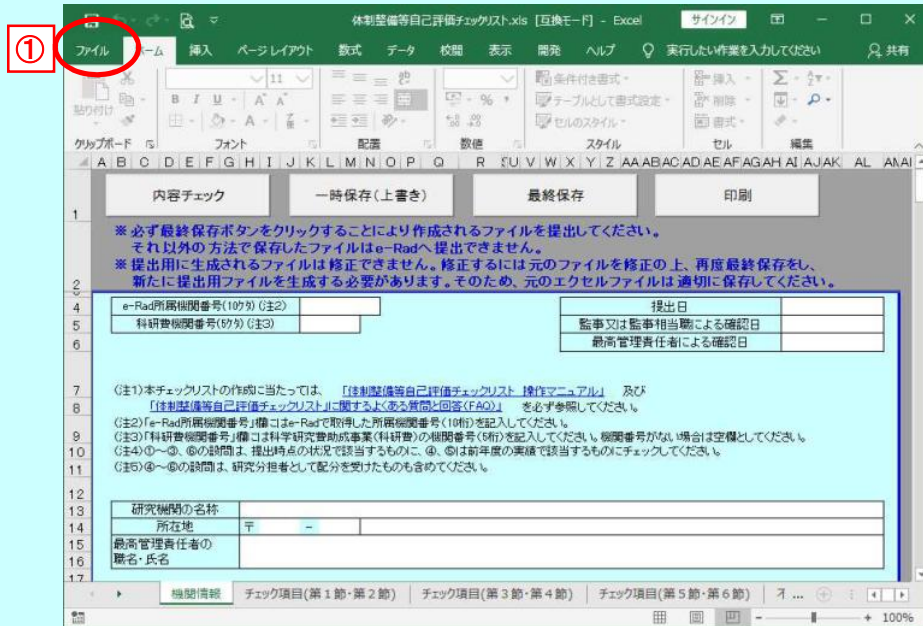 ①
体制整備等自己評価チェックリスト.xls [互換モード] - Excel サインイン
ファイル ホーム 挿入 ページ レイアウト 数式 データ 校閲 表示 開発 ヘルプ 実行したい作業を入力してください 共有
11
条件付き書式 挿入
貼り付け B I U % テーブルとして書式設定 削除
セルのスタイル 書式
クリップボード フォント 配置 数値 スタイル セル 編集
A B C D E F G H I J K L M N O P Q R U V W X Y Z AA AB AC AD AE AF AG AH AI AJ AK AL
内容チェック 一時保存(上書き) 最終保存 印刷
1
※必ず最終保存ボタンをクリックすることにより作成されるファイルを提出してください。
それ以外の方法で保存したファイルはe-Radへ提出できません。
※提出用に生成されるファイルは修正できません。修正するには元のファイルを修正の上、再度最終保存をし、
2 新たに提出用ファイルを生成する必要があります。そのため、元のエクセルファイルは適切に保存してください。
4 e-Rad所属機関番号(10ケタ)(注2) 提出日
5 科研費機関番号(5ケタ)(注3) 監事又は監事相当職による確認日
6 最高管理責任者による確認日
7 (注1)本チェックリストの作成に当たっては、 「体制整備等自己評価チェックリスト 操作マニュアル」 及び
8 「体制整備等自己評価チェックリスト」に関するよくある質問と回答(FAQ)」 を必ず参照してください。
(注2)「e-Rad所属機関番号」欄にはe-Radで取得した所属機関番号(10桁)を記入してください。
9 (注3)「科研費機関番号」欄には科学研究費助成事業(科研費)の機関番号(5桁)を記入してください。機関番号がない場合は空欄としてください。
10 (注4)①~③、⑥の設問は、提出時点の状況で該当するものに、④、⑤は前年度の実績で該当するものにチェックしてください。
11 (注5)④~⑥の設問は、研究分担者として配分を受けたものも含めてください。
12
13 研究機関の名称
14 所在地 〒 -
15 最高管理責任者の
16 職名・氏名
17
機関情報 チェック項目(第1節・第2節) チェック項目(第3節・第4節) チェック項目(第5節・第6節) ...
100%